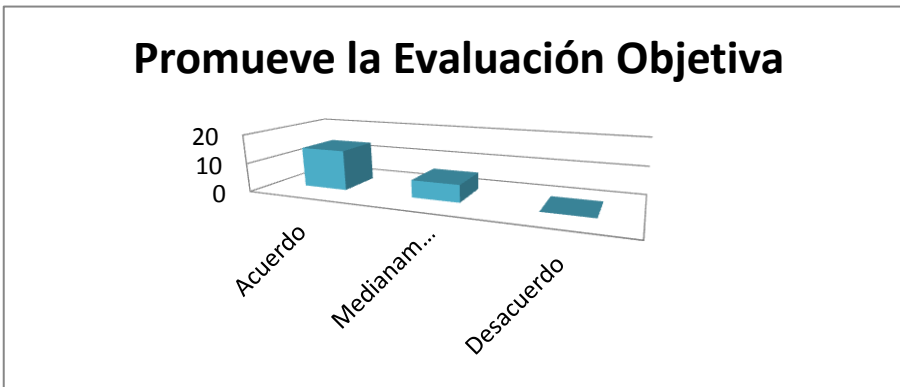 Promueve la Evaluación Objetiva
20
10
0
Acuerdo
Medianam...
Desacuerdo